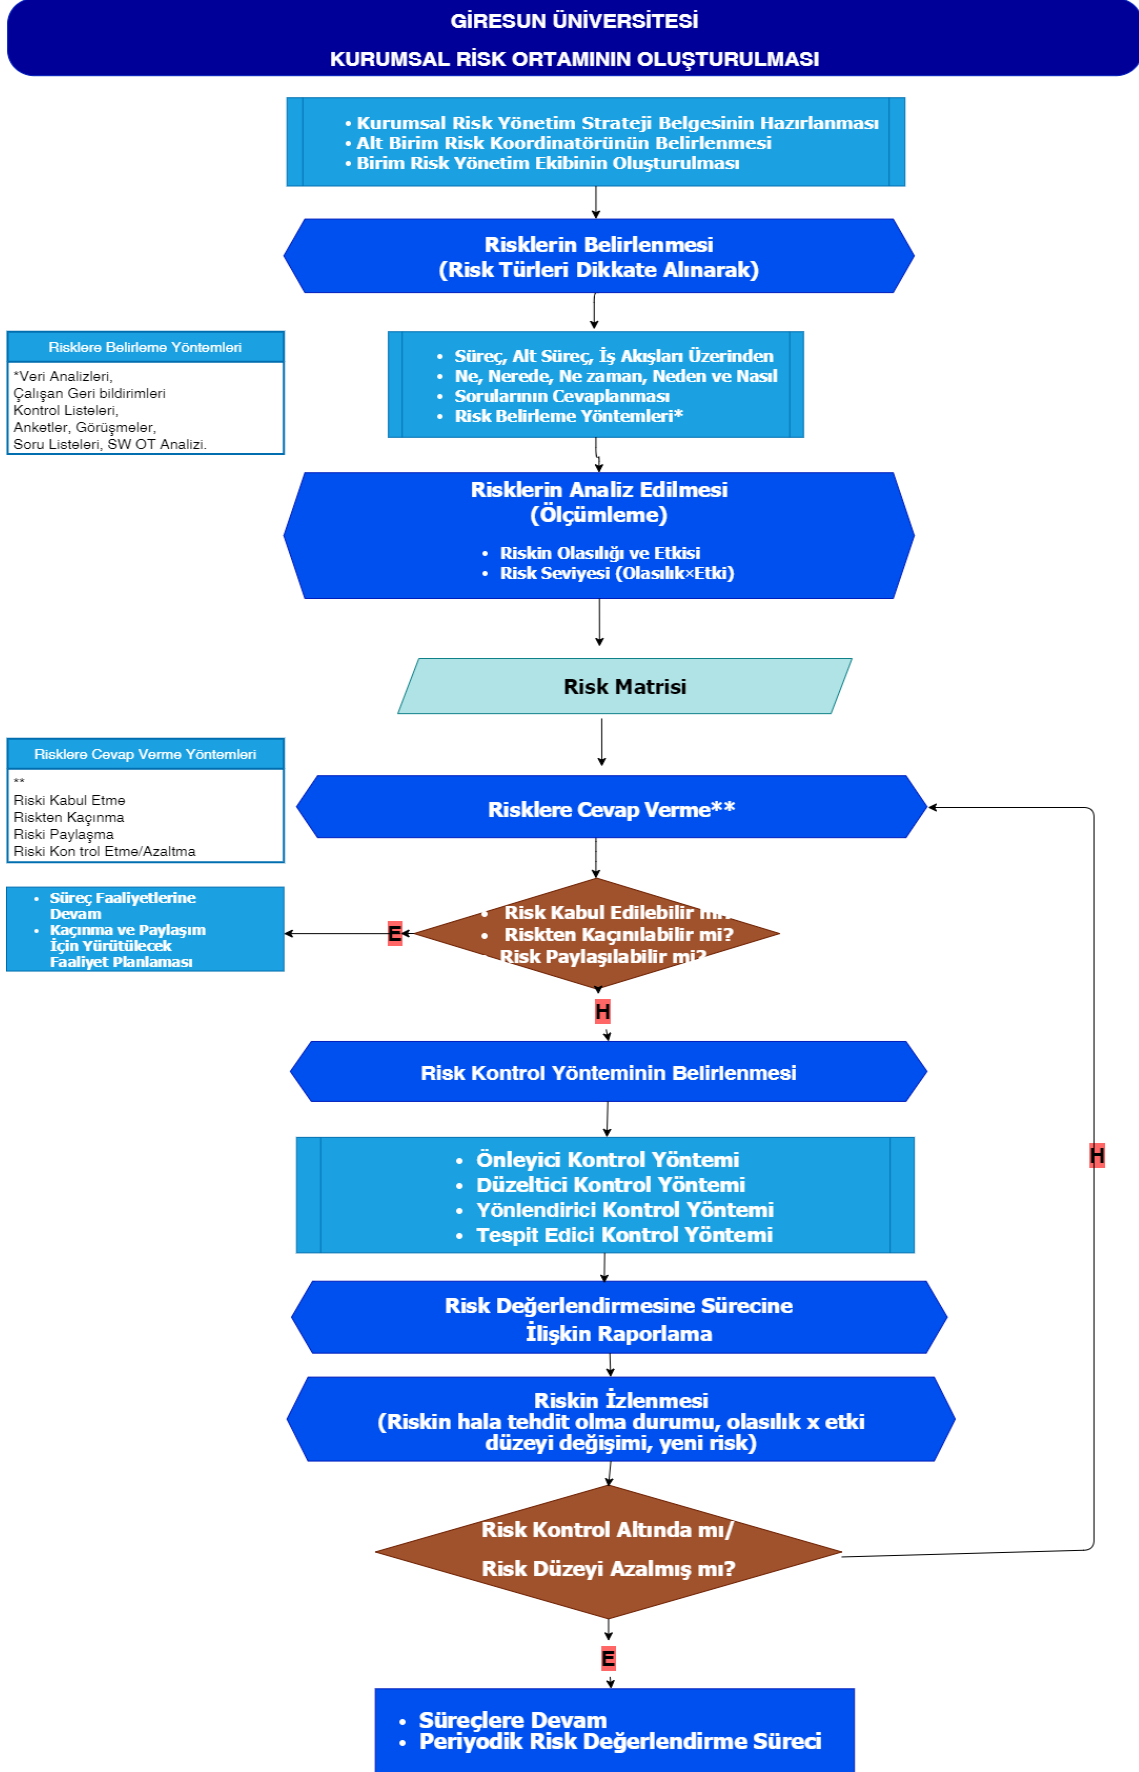 GİRESUN ÜNİVERSİTESİ
KURUMSAL RİSK ORTAMININ OLUŞTURULMASI
• Kurumsal Risk Yönetim Strateji Belgesinin Hazırlanması
• Alt Birim Risk Koordinatörünün Belirlenmesi
• Birim Risk Yönetim Ekibinin Oluşturulması
Risklerin Belirlenmesi
(Risk Türleri Dikkate Alınarak)
Risklere Belirleme Yöntemleri
*Veri Analizleri,
Çalışan Geri bildirimleri
Kontrol Listeleri,
Anketler, Görüşmeler,
Soru Listeleri, SW OT Analizi.
• Süreç, Alt Süreç, İş Akışları Üzerinden
• Ne, Nerede, Ne zaman, Neden ve Nasıl
• Sorularının Cevaplanması
• Risk Belirleme Yöntemleri*
Risklerin Analiz Edilmesi
(Ölçümleme)
• Riskin Olasılığı ve Etkisi
• Risk Seviyesi (Olasılık×Etki)
Risk Matrisi
Risklere Cevap Verme Yöntemleri
**
Riski Kabul Etme
Riskten Kaçınma
Riski Paylaşma
Riski Kon trol Etme/Azaltma
Risklere Cevap Verme**
• Risk Kabul Edilebilir mi?
• Riskten Kaçınılabilir mi?
• Risk Paylaşılabilir mi?
E
• Süreç Faaliyetlerine
Devam
• Kaçınma ve Paylaşım
İçin Yürütülecek
Faaliyet Planlaması
H
Risk Kontrol Yönteminin Belirlenmesi
• Önleyici Kontrol Yöntemi
• Düzeltici Kontrol Yöntemi
• Yönlendirici Kontrol Yöntemi
• Tespit Edici Kontrol Yöntemi
H
Risk Değerlendirmesine Sürecine
İlişkin Raporlama
Riskin İzlenmesi
(Riskin hala tehdit olma durumu, olasılık x etki
düzeyi değişimi, yeni risk)
Risk Kontrol Altında mı/
Risk Düzeyi Azalmış mı?
E
• Süreçlere Devam
• Periyodik Risk Değerlendirme Süreci